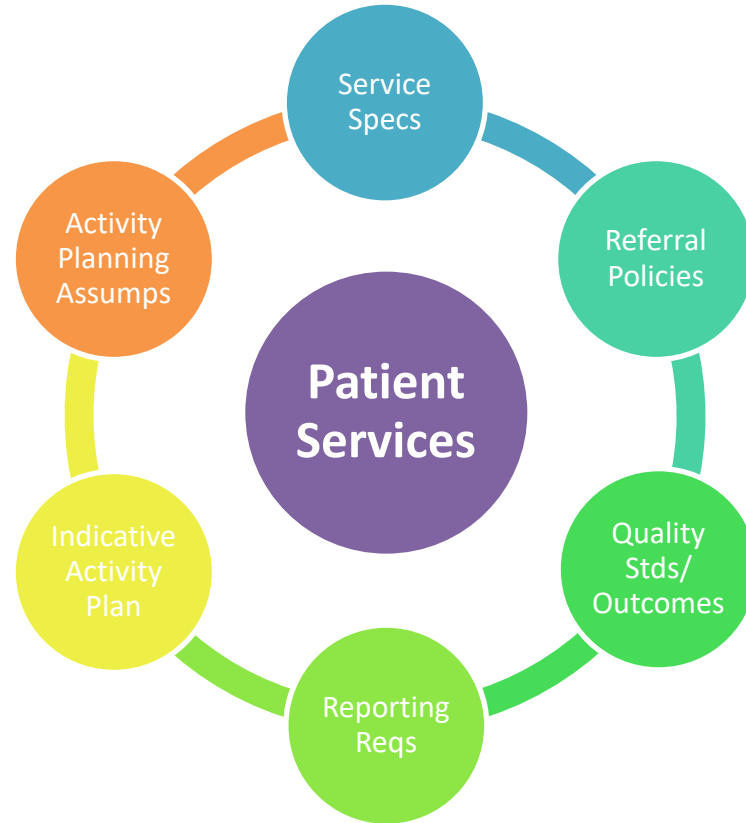 Service
Specs
Referral
Policies
Quality
Stds/
Outcomes
Reporting
Reqs
Indicative
Activity
Plan
Activity
Planning
Assumps
Patient
Services